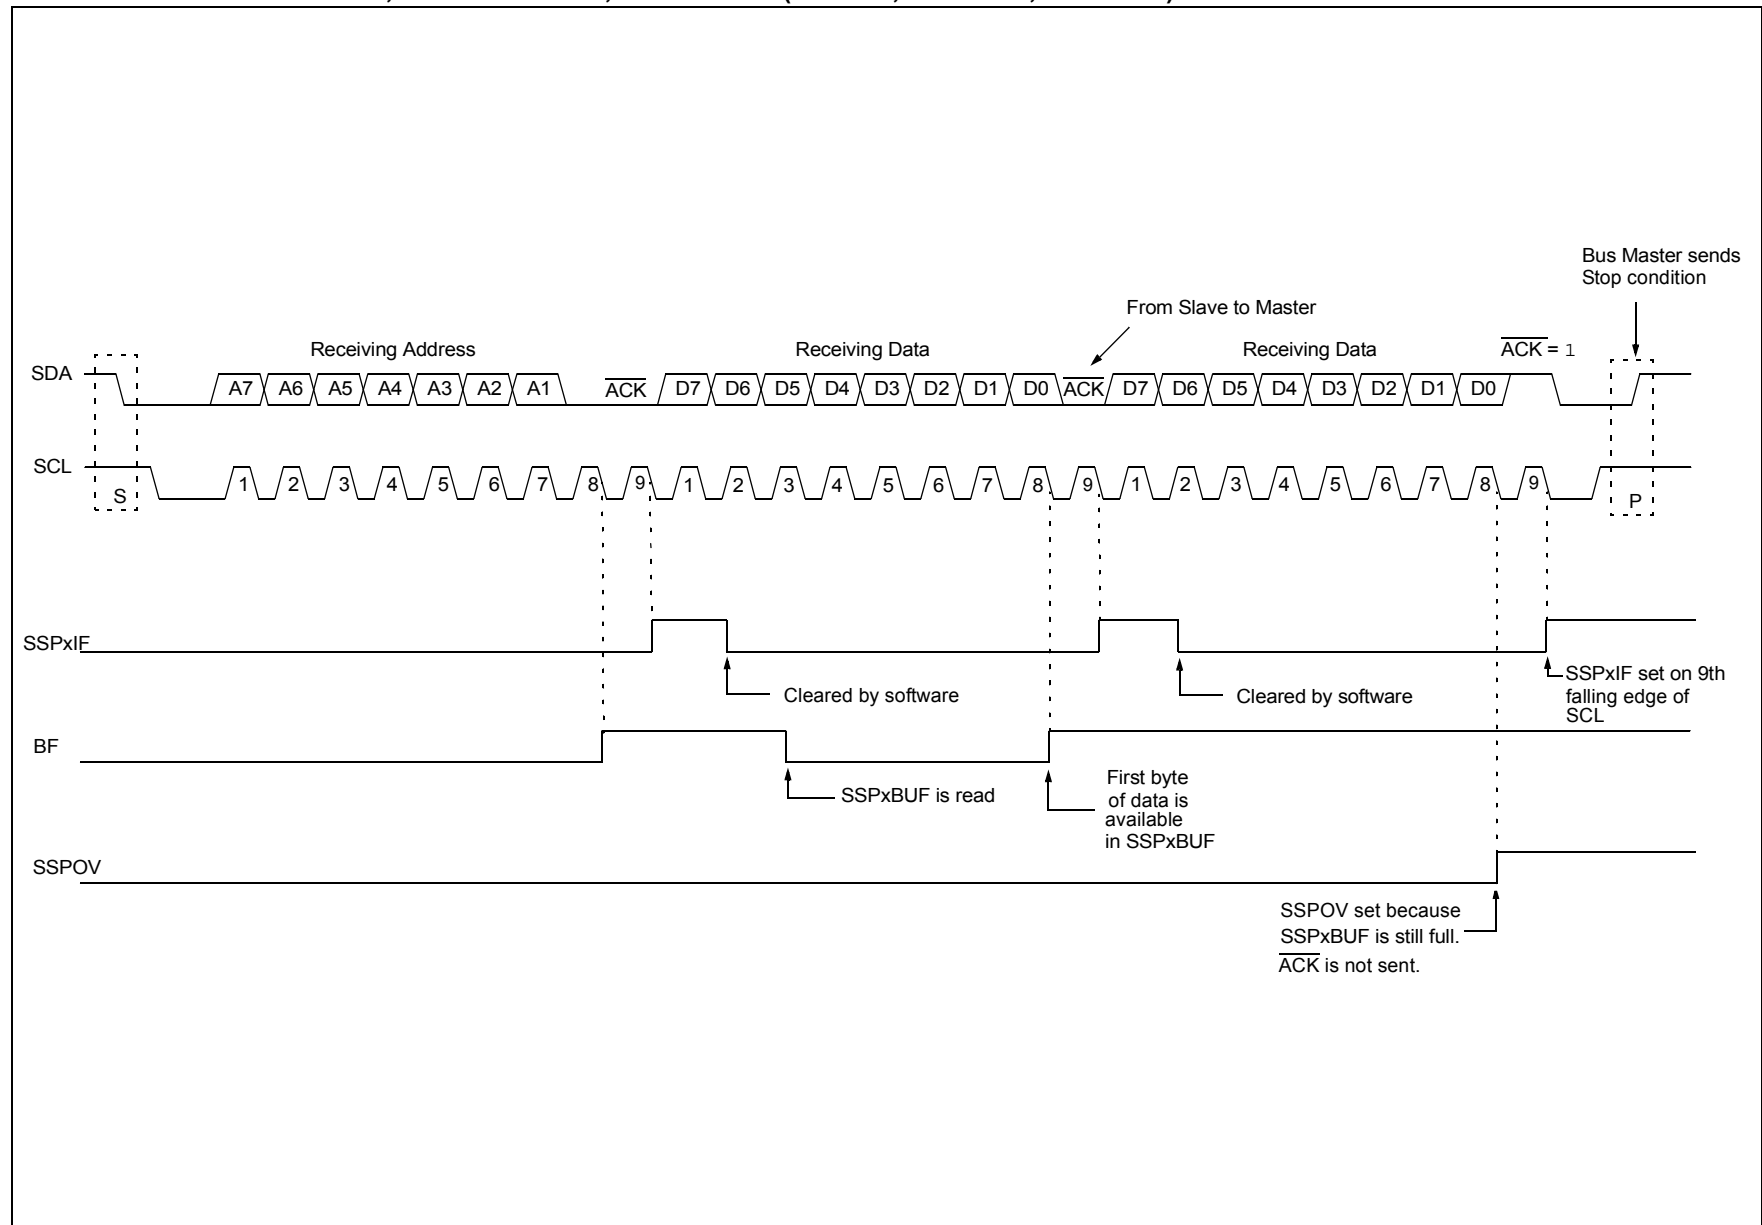 Bus Master sends
Stop condition
From Slave to Master
Receiving Address
Receiving Data
Receiving Data
ACK = 1
SDA
A7 A6 A5 A4 A3 A2 A1 ACK D7 D6 D5 D4 D3 D2 D1 D0 ACK D7 D6 D5 D4 D3 D2 D1 D0
SCL
S
1 2 3 4 5 6 7 8 9 1 2 3 4 5 6 7 8 9 1 2 3 4 5 6 7 8 9
P
SSPxIF
Cleared by software
Cleared by software
SSPxIF set on 9th
falling edge of
SCL
BF
SSPxBUF is read
First byte
of data is
available
in SSPxBUF
SSPOV
SSPOV set because
SSPxBUF is still full.
ACK is not sent.